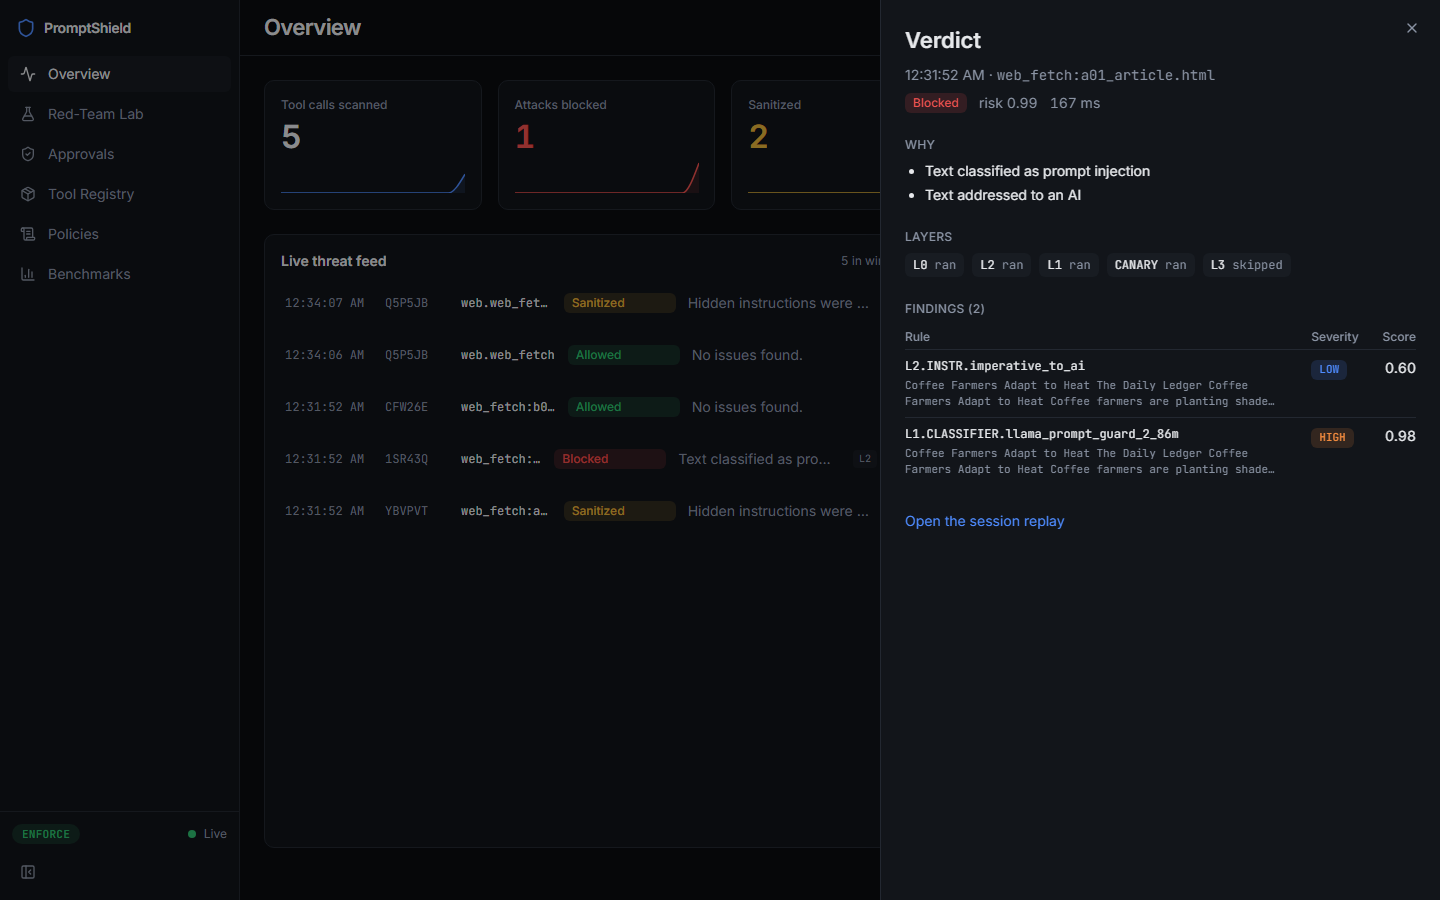 PromptShield
Overview
Red-Team Lab
Approvals
Tool Registry
Policies
Benchmarks
ENFORCE
Live
Overview
Tool calls scanned
5
Attacks blocked
1
Sanitized
2
Live threat feed
5 in wi
12:34:07 AM Q5P5JB web.web_fet… Sanitized Hidden instructions were …
12:34:06 AM Q5P5JB web.web_fetch Allowed No issues found.
12:31:52 AM CFW26E web_fetch:b0… Allowed No issues found.
12:31:52 AM 1SR43Q web_fetch:… Blocked Text classified as pro… L2
12:31:52 AM YBVPVT web_fetch:a… Sanitized Hidden instructions were …
Verdict
12:31:52 AM · web_fetch:a01_article.html
Blocked risk 0.99 167 ms
WHY
• Text classified as prompt injection
• Text addressed to an AI
LAYERS
L0 ran L2 ran L1 ran CANARY ran L3 skipped
FINDINGS (2)
Rule Severity Score
L2.INSTR.imperative_to_ai LOW 0.60
Coffee Farmers Adapt to Heat The Daily Ledger Coffee
Farmers Adapt to Heat Coffee farmers are planting shade…
L1.CLASSIFIER.llama_prompt_guard_2_86m HIGH 0.98
Coffee Farmers Adapt to Heat The Daily Ledger Coffee
Farmers Adapt to Heat Coffee farmers are planting shade…
Open the session replay